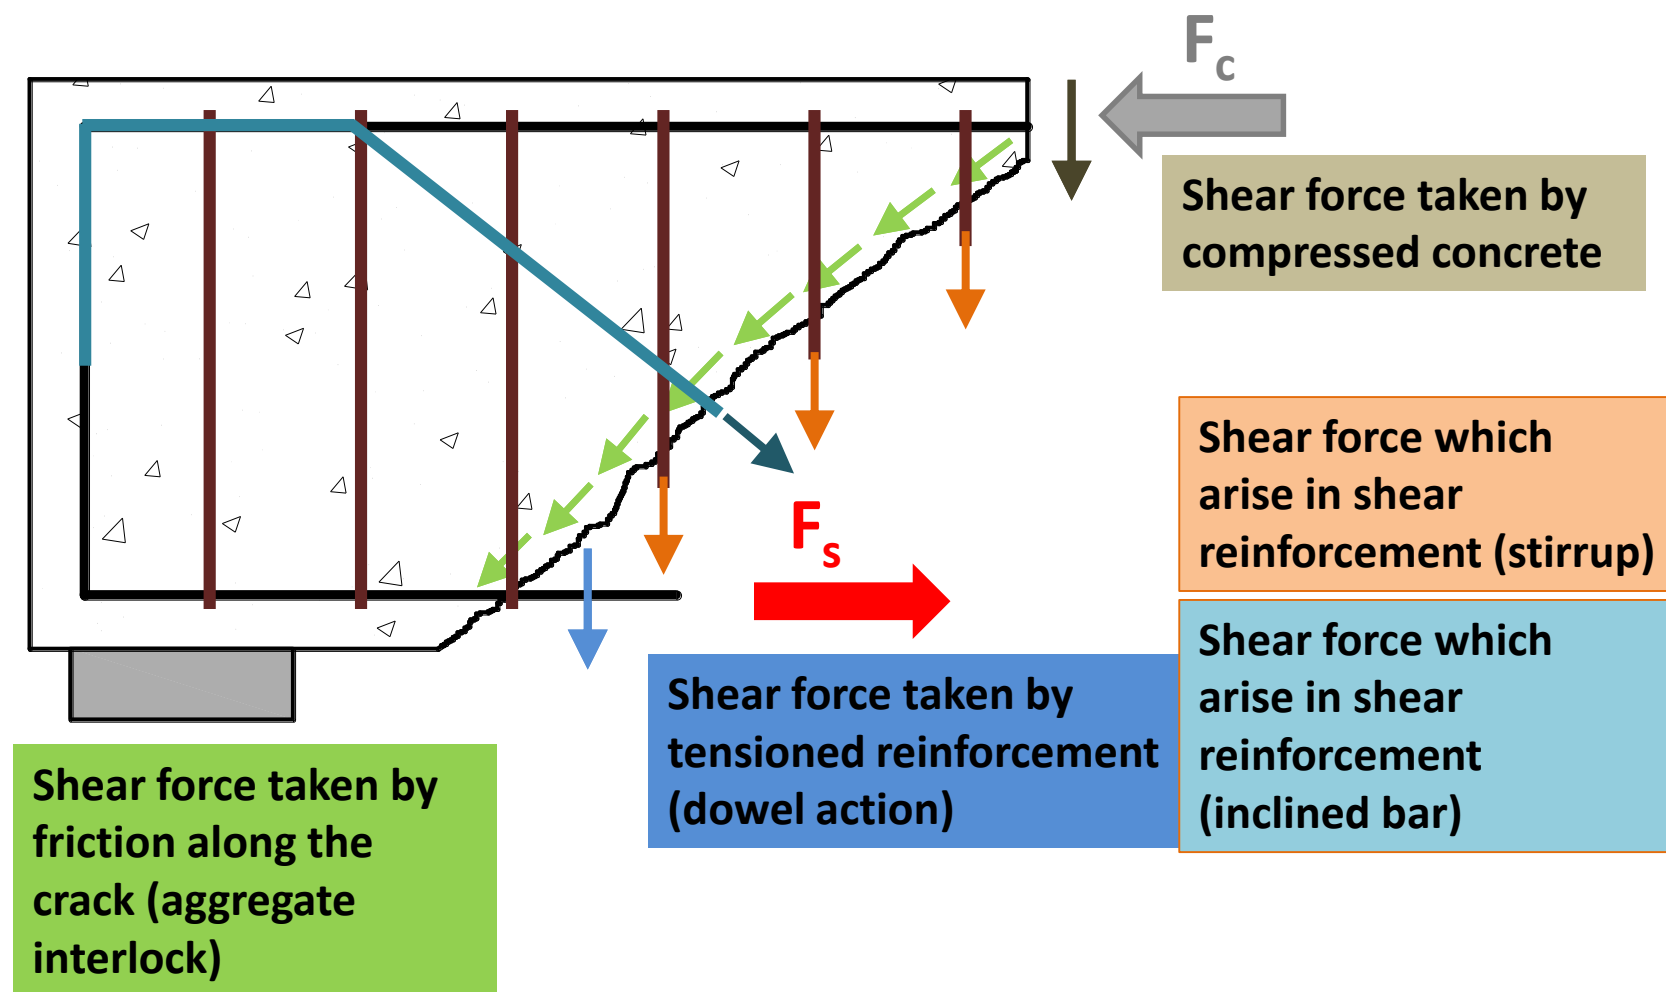 F
c
Shear force taken by
compressed concrete
Shear force which
arise in shear
reinforcement (stirrup)
F
s
Shear force which
arise in shear
reinforcement
(inclined bar)
Shear force taken by
tensioned reinforcement
(dowel action)
Shear force taken by
friction along the
crack (aggregate
interlock)